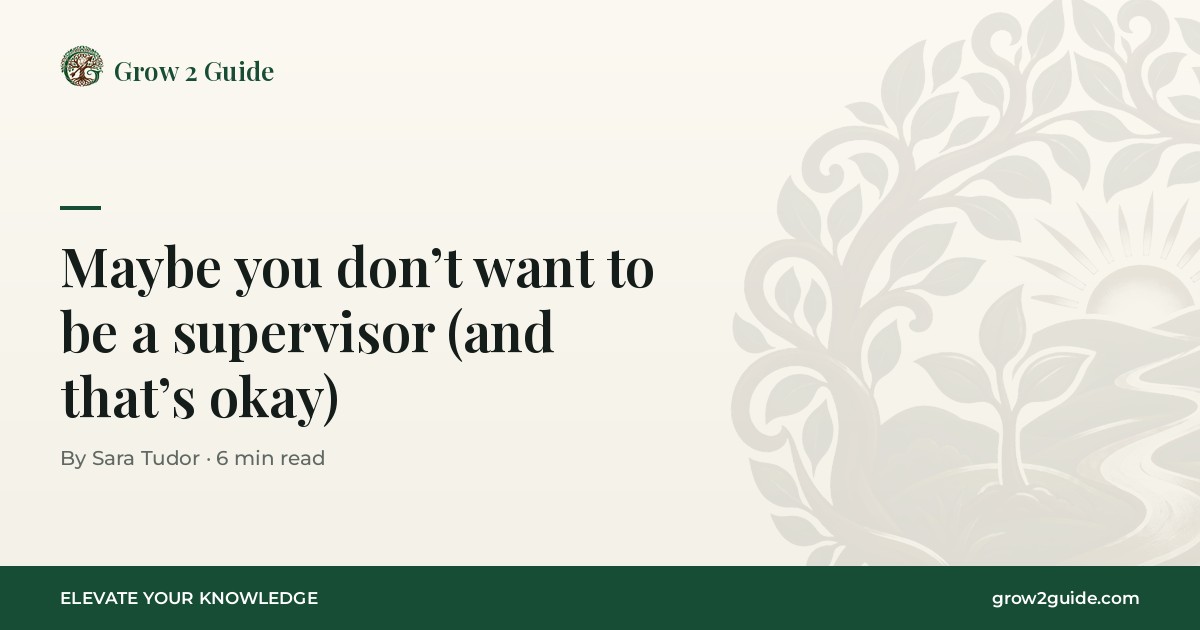 Grow 2 Guide
Maybe you don’t want to
be a supervisor (and
that’s okay)
By Sara Tudor · 6 min read
ELEVATE YOUR KNOWLEDGE
grow2guide.com